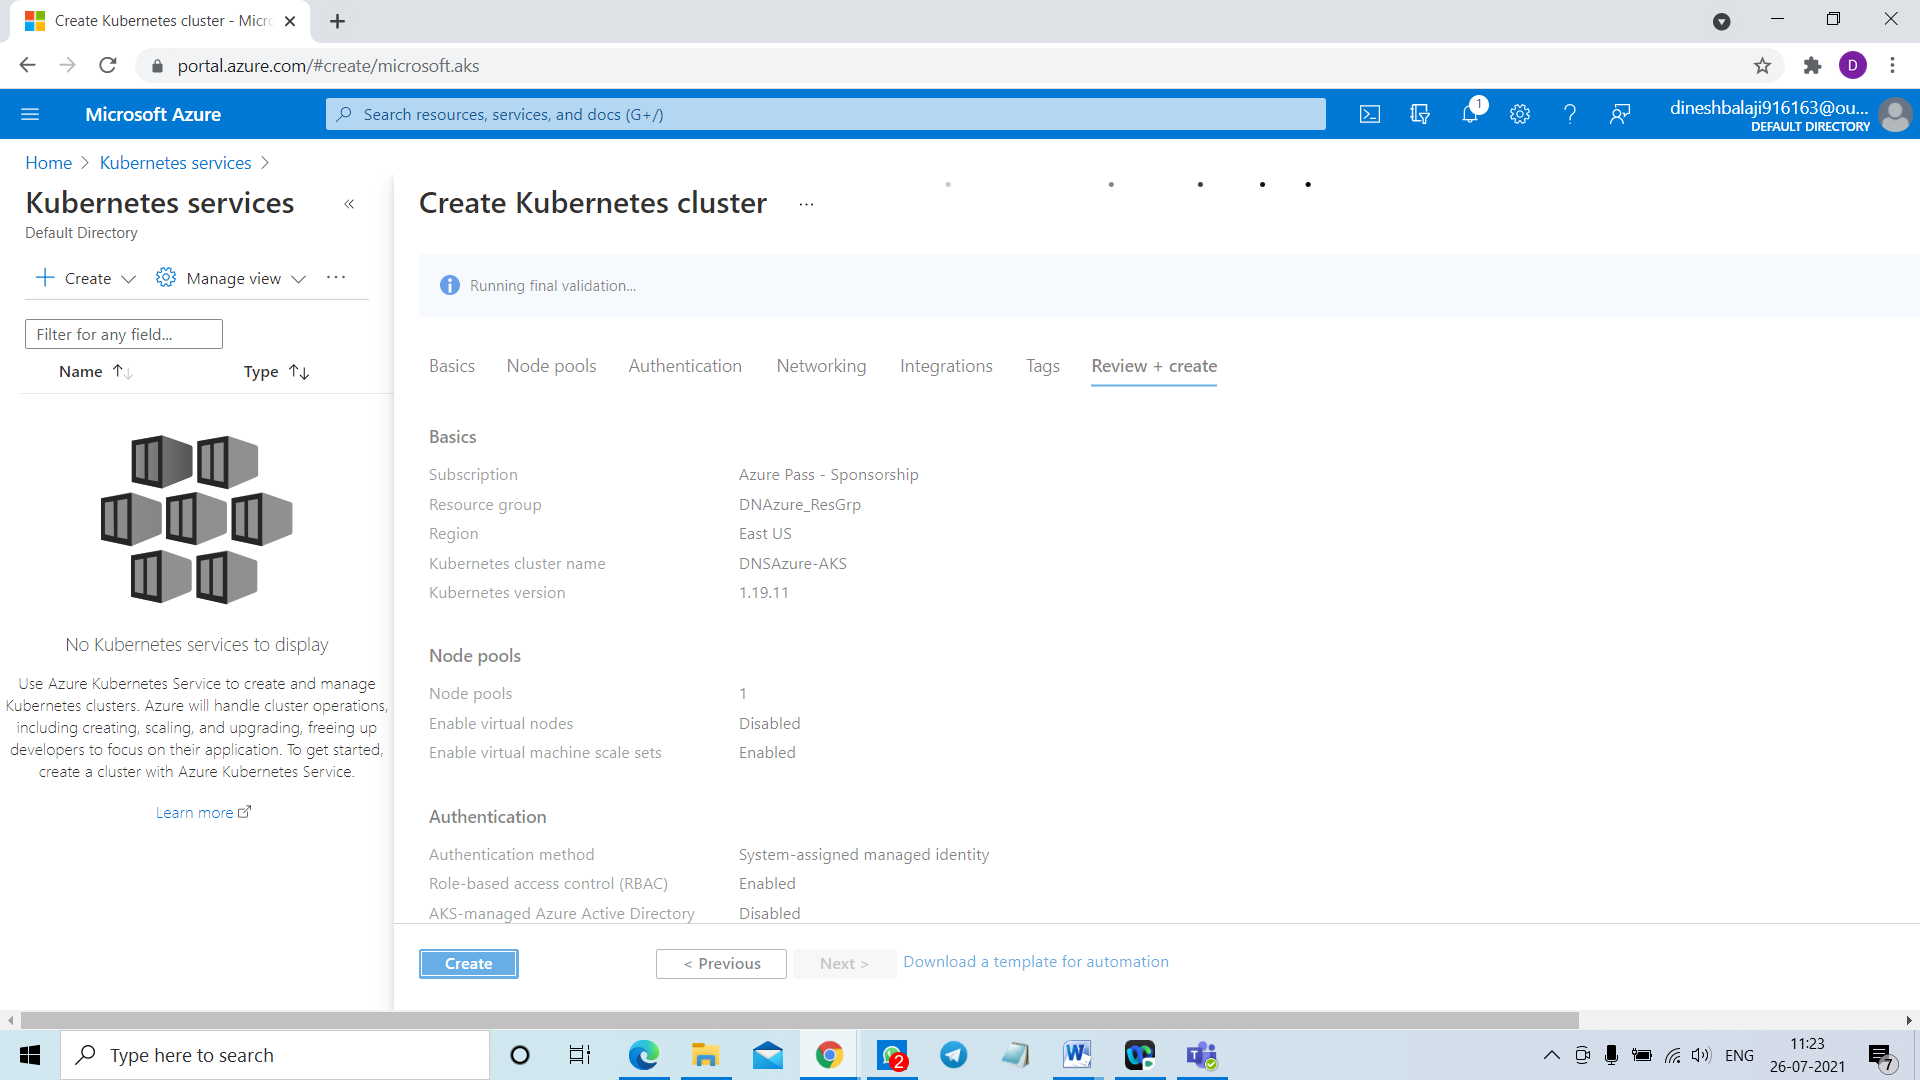 Create Kubernetes cluster - Micr
portal.azure.com/#create/microsoft.aks
D
Microsoft Azure
Search resources, services, and docs (G+/)
1
dineshbalaji916163@ou...
DEFAULT DIRECTORY
Home > Kubernetes services >
Kubernetes services
Default Directory
Create
Manage view
...
Filter for any field...
Name
Type
No Kubernetes services to display
Use Azure Kubernetes Service to create and manage
Kubernetes clusters. Azure will handle cluster operations,
including creating, scaling, and upgrading, freeing up
developers to focus on their application. To get started,
create a cluster with Azure Kubernetes Service.
Learn more
Create Kubernetes cluster ...
Running final validation...
Basics Node pools Authentication Networking Integrations Tags Review + create
Basics
Subscription Azure Pass - Sponsorship
Resource group DNAzure_ResGrp
Region East US
Kubernetes cluster name DNSAzure-AKS
Kubernetes version 1.19.11
Node pools
Node pools 1
Enable virtual nodes Disabled
Enable virtual machine scale sets Enabled
Authentication
Authentication method System-assigned managed identity
Role-based access control (RBAC) Enabled
AKS-managed Azure Active Directory Disabled
Create
< Previous
Next >
Download a template for automation
Type here to search
2
ENG
11:23
26-07-2021
7